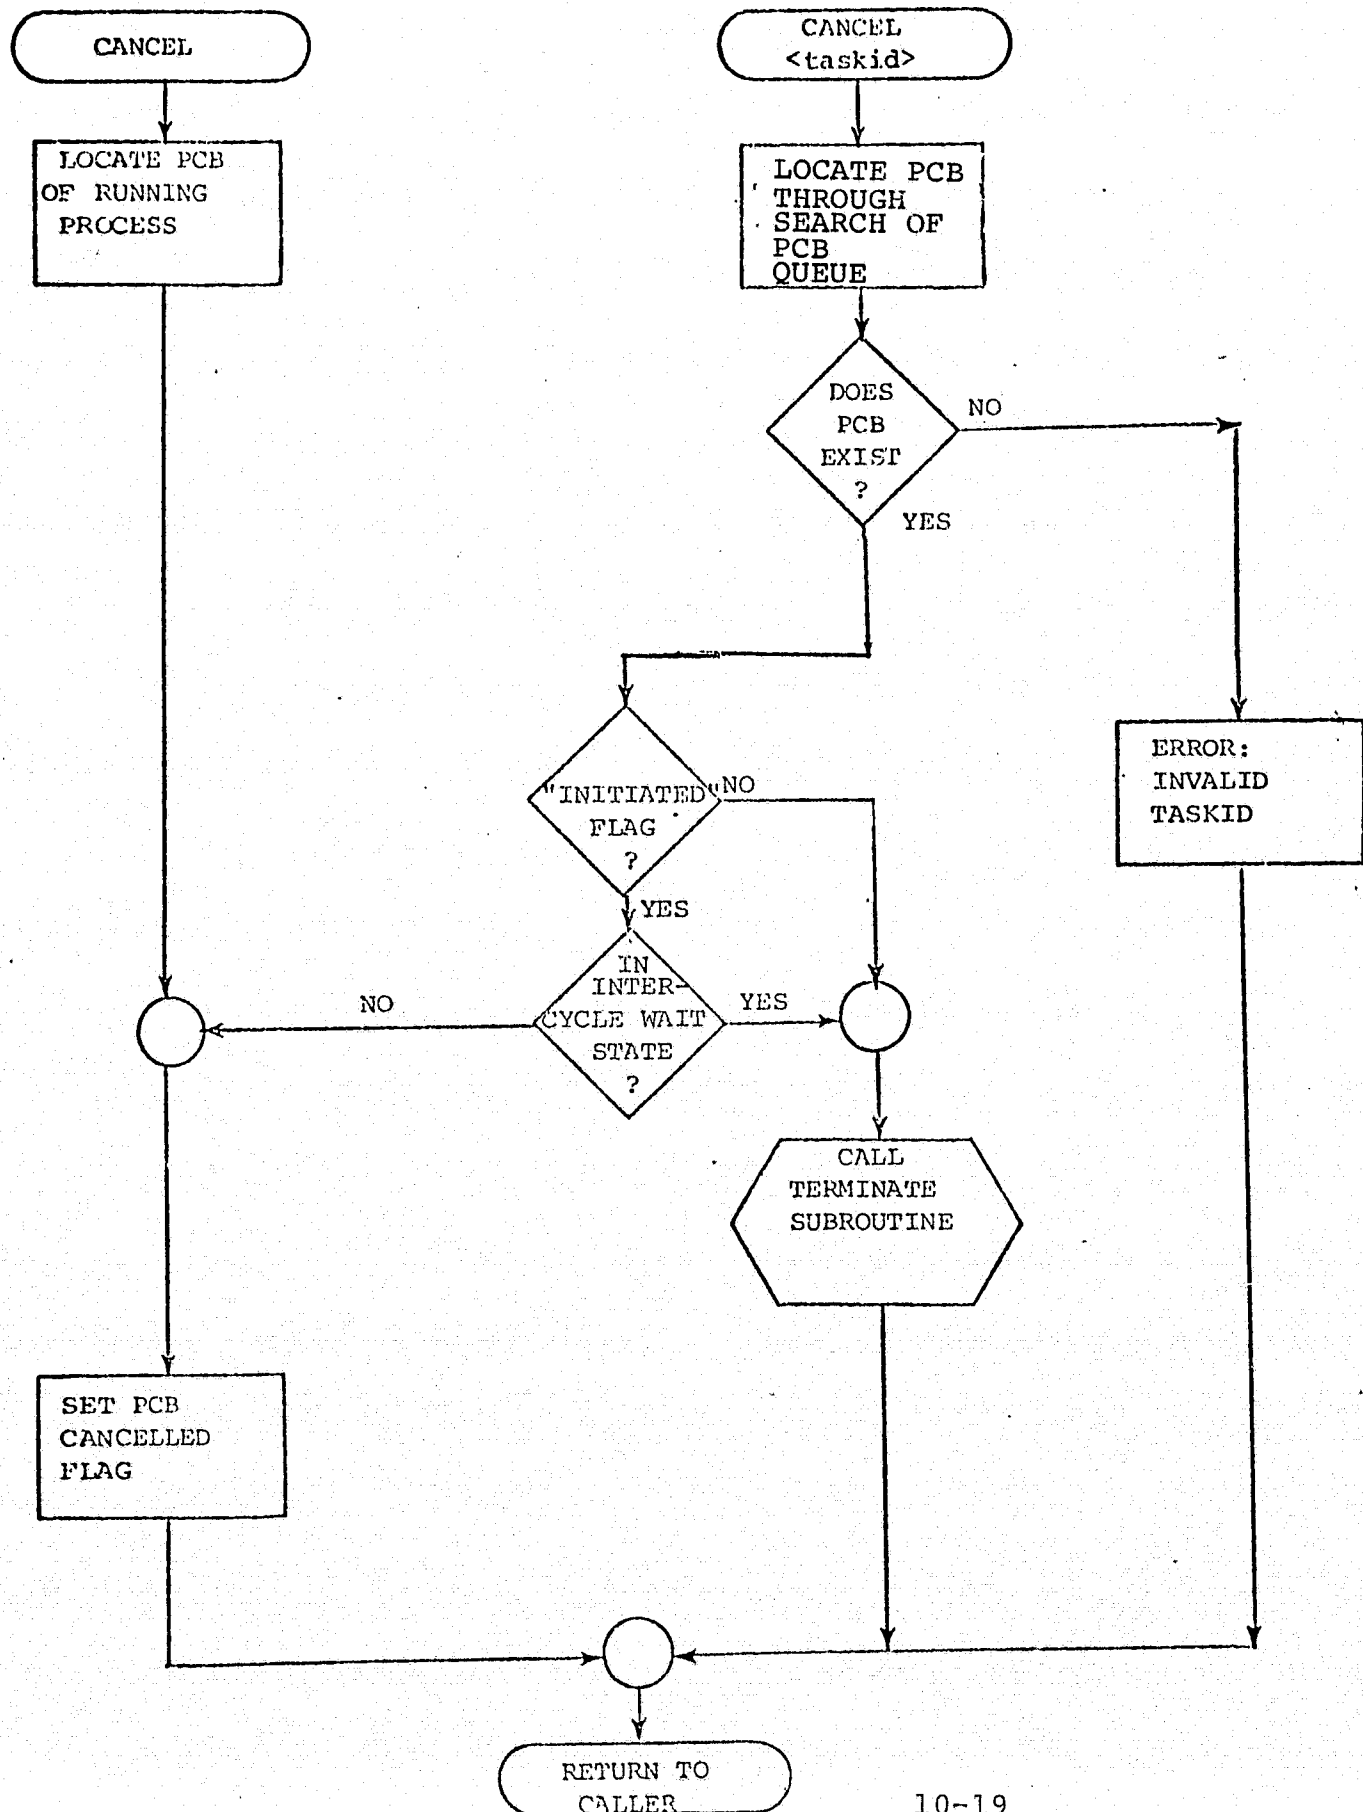 CANCEL
CANCEL
<taskid>
LOCATE PCB
OF RUNNING
PROCESS
LOCATE PCB
THROUGH
SEARCH OF
PCB
QUEUE
DOES
PCB
EXIST
?
NO
YES
"INITIATED"
FLAG
?
NO
YES
ERROR:
INVALID
TASKID
IN
INTER-
CYCLE WAIT
STATE
?
NO
YES
CALL
TERMINATE
SUBROUTINE
SET PCB
CANCELLED
FLAG
RETURN TO
CALLER
10-19